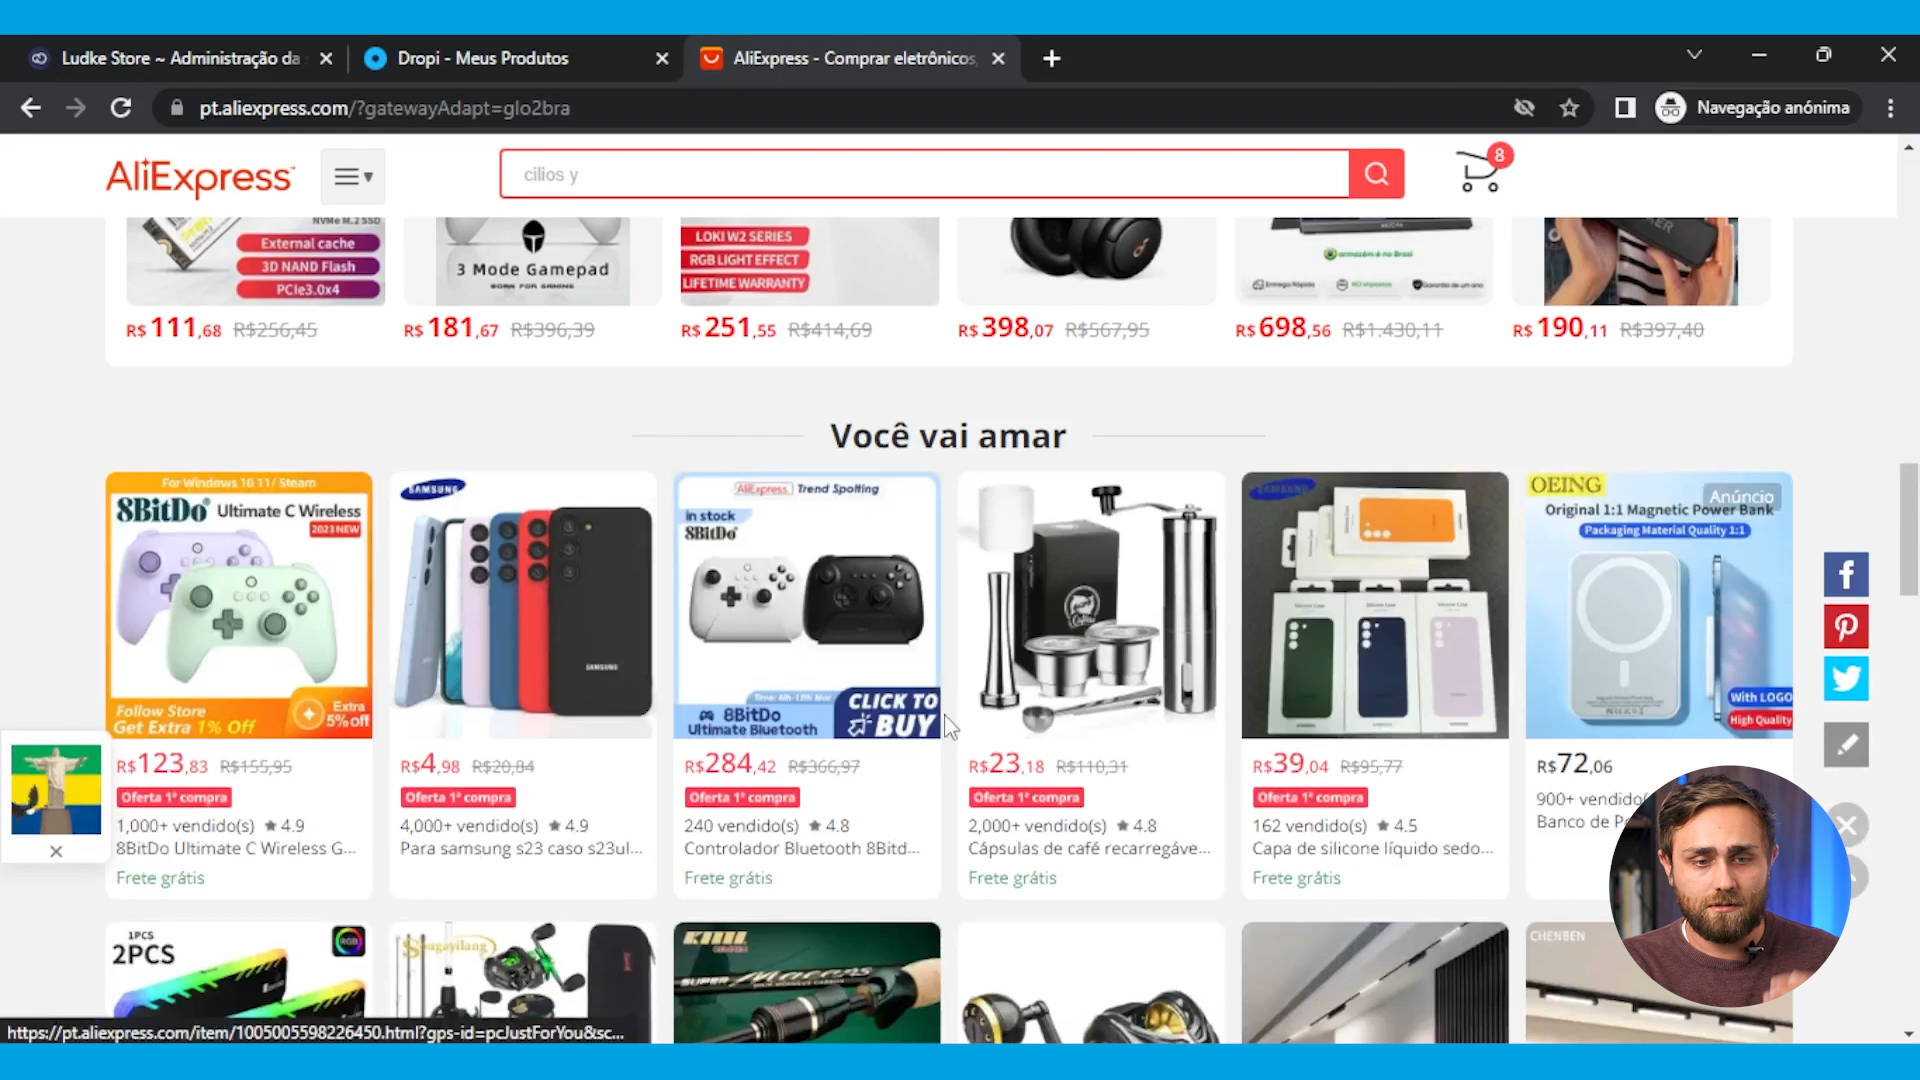 Ludke Store ~ Administração da
Dropi - Meus Produtos
AliExpress - Comprar eletrônicos,
pt.aliexpress.com/?gatewayAdapt=glo2bra
Navegação anónima
AliExpress
cilios y
8
NVMe M.2 SSD
External cache
3D NAND Flash
PCIe3.0x4
3 Mode Gamepad
BORN FOR GAMING
LOKI W2 SERIES
RGB LIGHT EFFECT
LIFETIME WARRANTY
armazém é no Brasil
Entrega Rápida
NO impostos
Garantia de um ano
R$ 111,68 R$256,45
R$ 181,67 R$396,39
R$ 251,55 R$414,69
R$ 398,07 R$567,95
R$ 698,56 R$1.430,11
R$ 190,11 R$397,40
Você vai amar
For Windows 10 11/ Steam
8BitDo Ultimate C Wireless
2023 NEW
Follow Store
Get Extra 1% Off
Extra
5% off
R$123,83 R$155,95
Oferta 1ª compra
1,000+ vendido(s) ★ 4.9
8BitDo Ultimate C Wireless G...
Frete grátis
SAMSUNG
SAMSUNG
R$4,98 R$20,84
Oferta 1ª compra
4,000+ vendido(s) ★ 4.9
Para samsung s23 caso s23ul...
AliExpress Trend Spotting
in stock
8BitDo
8BitDo
Ultimate Bluetooth
CLICK TO
BUY
R$284,42 R$366,97
Oferta 1ª compra
240 vendido(s) ★ 4.8
Controlador Bluetooth 8Bitd...
Frete grátis
R$23,18 R$110,31
Oferta 1ª compra
2,000+ vendido(s) ★ 4.8
Cápsulas de café recarregáve...
Frete grátis
SAMSUNG
R$39,04 R$95,77
Oferta 1ª compra
162 vendido(s) ★ 4.5
Capa de silicone líquido sedo...
Frete grátis
OEING
Anúncio
Original 1:1 Magnetic Power Bank
Packaging Material Quality 1:1
With LOGO
High Quality
R$72,06
900+ vendido
Banco de P
1PCS
2PCS
RGB
Sougayilang
SUPER
CHENBEN
https://pt.aliexpress.com/item/1005005598226450.html?gps-id=pcJustForYou&sc...